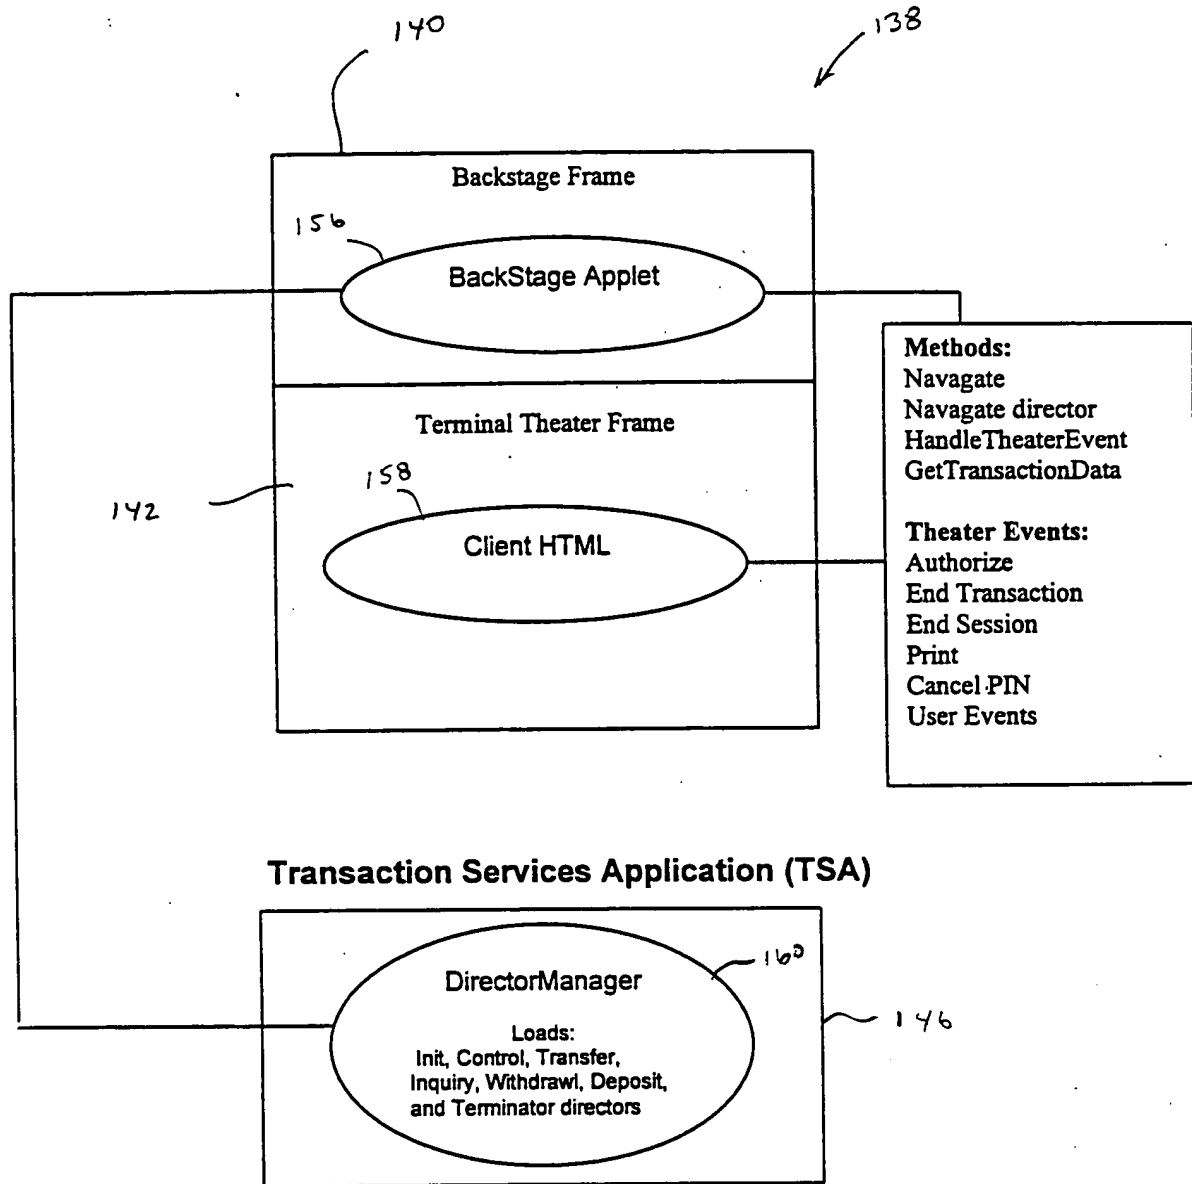 140
138
Backstage Frame
156
BackStage Applet
Methods:
Navagate
Navagate director
HandleTheaterEvent
GetTransactionData
Terminal Theater Frame
158
142
Client HTML
Theater Events:
Authorize
End Transaction
End Session
Print
Cancel PIN
User Events
Transaction Services Application (TSA)
160
DirectorManager
146
Loads:
Init, Control, Transfer,
Inquiry, Withdrawl, Deposit,
and Terminator directors